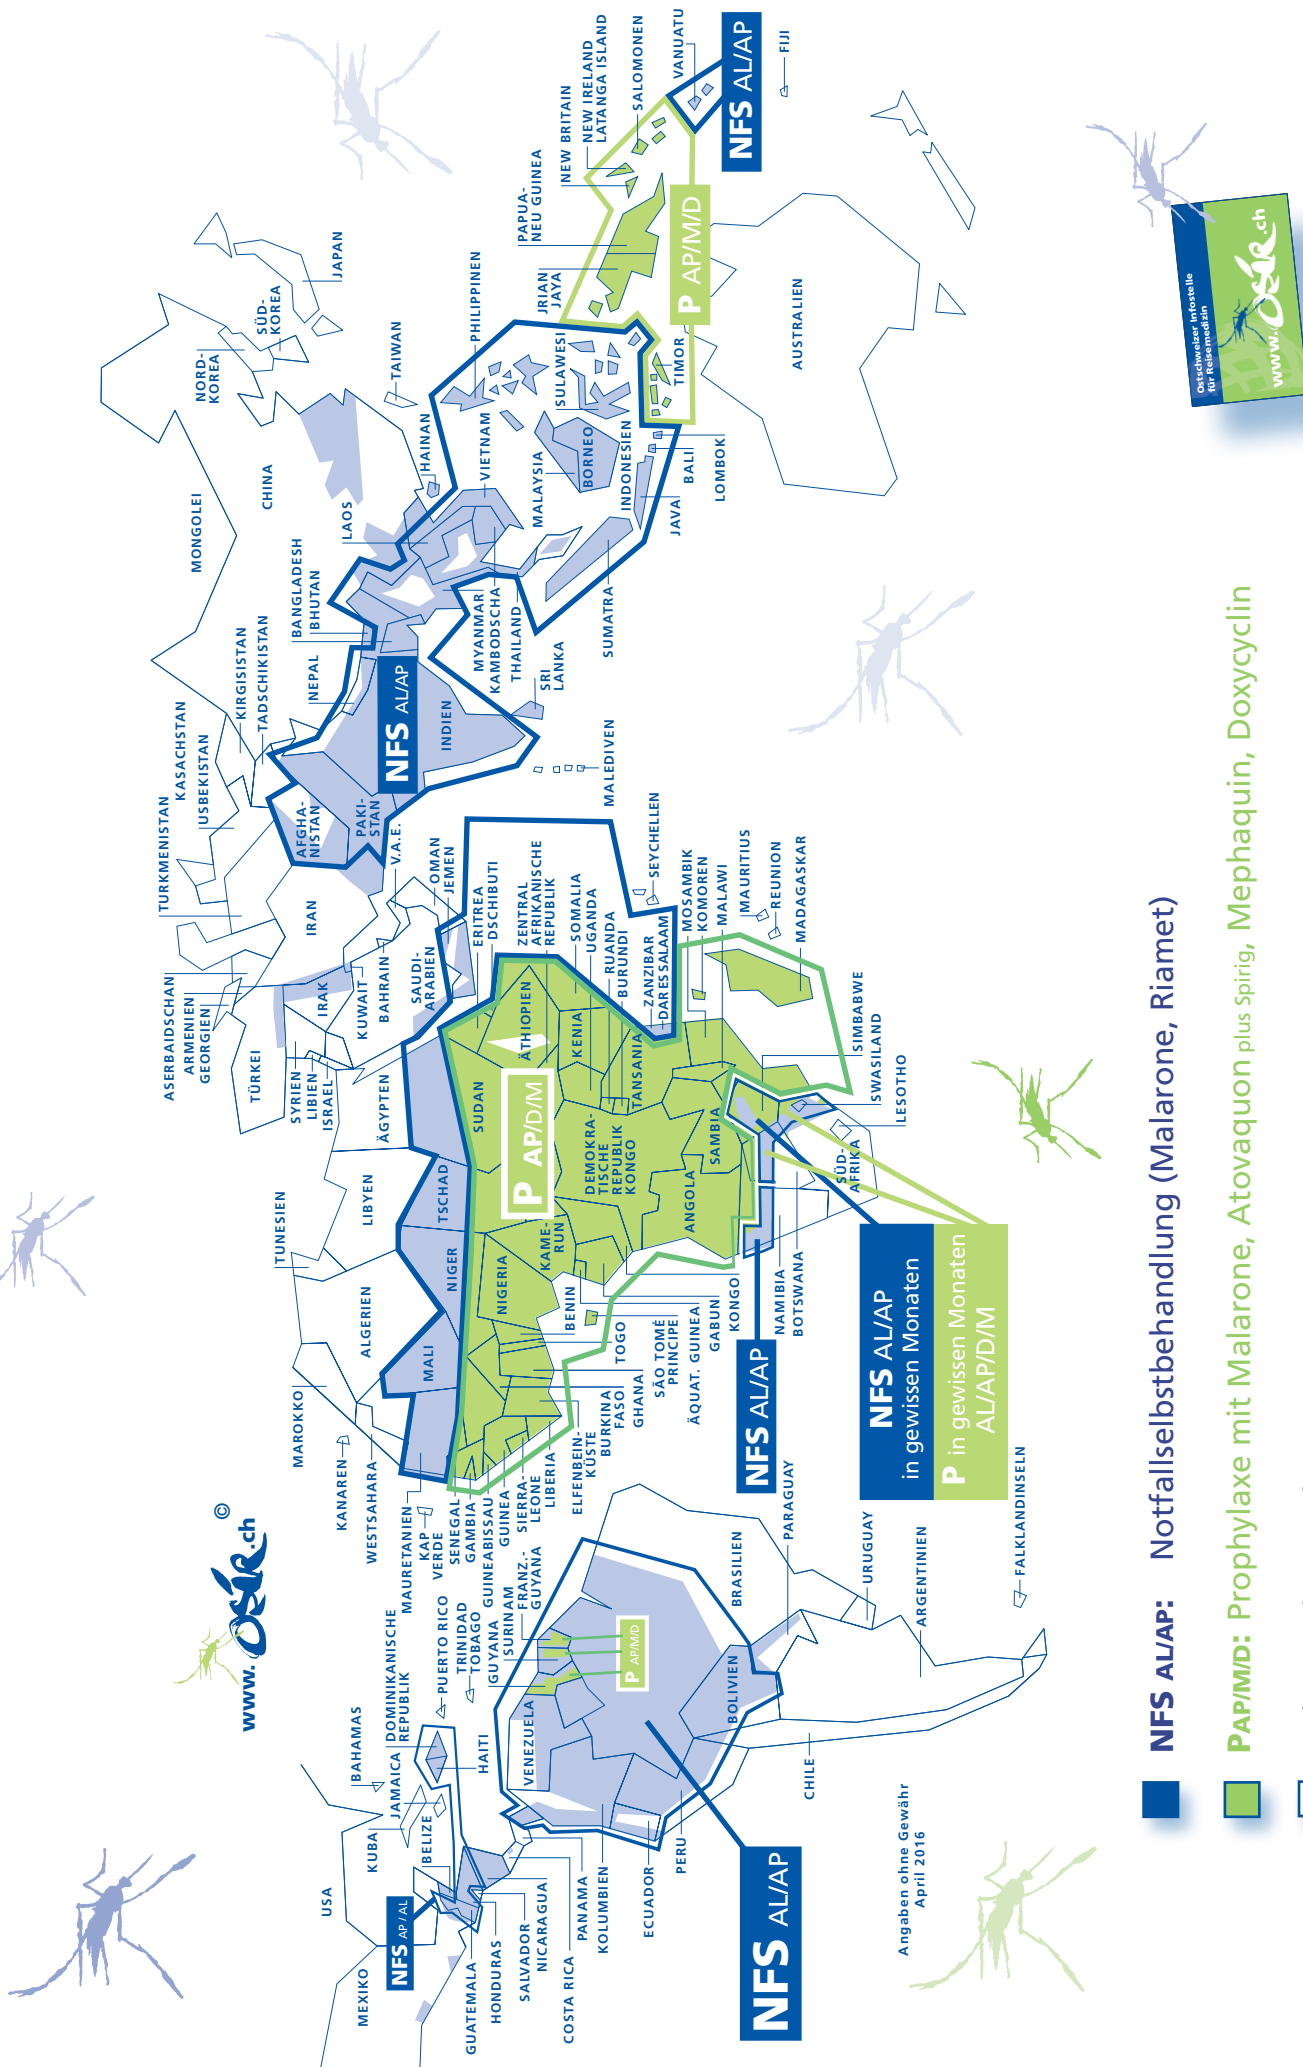 www.OSIR.ch ©
USA
MEXIKO
BAHAMAS
KUBA
JAMAICA
DOMINIKANISCHE
REPUBLIK
PUERTO RICO
TRINIDAD
TOBAGO
BELIZE
HAITI
NFS AP / AL
GUATEMALA
HONDURAS
SALVADOR
NICARAGUA
COSTA RICA
PANAMA
KOLUMBIEN
ECUADOR
PERU
VENEZUELA
GUYANA
SURINAM
FRANZ.-
GUYANA
P AP/M/D
BRASILIEN
BOLIVIEN
PARAGUAY
URUGUAY
ARGENTINIEN
CHILE
FALKLANDINSELN
NFS AL/AP
Angaben ohne Gewähr
April 2016
MAROKKO
KANAREN
WESTSAHARA
TUNESIEN
ALGERIEN
LIBYEN
ÄGYPTEN
MAURETANIEN
KAP
VERDE
SENEGAL
GAMBIA
GUINEABISSAU
GUINEA
SIERRA-
LEONE
LIBERIA
ELFENBEIN-
KÜSTE
BURKINA
FASO
GHANA
TOGO
BENIN
MALI
NIGER
TSCHAD
SUDAN
NIGERIA
KAME-
RUN
SÃO TOMÉ
PRINCIPE
ÄQUAT. GUINEA
GABUN
KONGO
P AP/D/M
ÄTHIOPIEN
KENIA
TANSANIA
DEMOKRA-
TISCHE
REPUBLIK
KONGO
ANGOLA
SAMBIA
NAMIBIA
BOTSWANA
SÜD-
AFRIKA
ERITREA
DSCHIBUTI
ZENTRAL
AFRIKANISCHE
REPUBLIK
SOMALIA
UGANDA
RUANDA
BURUNDI
ZANZIBAR
DARESSALAAM
SEYCHELLEN
MOSAMBIK
KOMOREN
MALAWI
MAURITIUS
REUNION
MADAGASKAR
SIMBABWE
SWASILAND
LESOTHO
NFS AL/AP
NFS AL/AP
in gewissen Monaten
P in gewissen Monaten
AL/AP/D/M
ASERBAIDSCHAN
ARMENIEN
GEORGIEN
TÜRKEI
SYRIEN
LIBIEN
ISRAEL
IRAK
IRAN
KUWAIT
BAHRAIN
SAUDI-
ARABIEN
V.A.E.
OMAN
JEMEN
TURKMENISTAN
KASACHSTAN
USBEKISTAN
KIRGISISTAN
TADSCHIKISTAN
AFGHA-
NISTAN
PAKI-
STAN
NEPAL
BANGLADESH
BHUTAN
NFS AL/AP
INDIEN
SRI
LANKA
MALEDIVEN
MONGOLEI
CHINA
NORD-
KOREA
SÜD-
KOREA
JAPAN
TAIWAN
HAINAN
LAOS
VIETNAM
MYANMAR
KAMBODSCHA
THAILAND
MALAYSIA
BORNEO
INDONESIEN
SUMATRA
JAVA
BALI
LOMBOK
SULAWESI
PHILIPPINEN
TIMOR
JRIAN
JAYA
PAPUA-
NEU GUINEA
NEW BRITAIN
NEW IRELAND
LATANGA ISLAND
SALOMONEN
VANUATU
P AP/M/D
NFS AL/AP
FIJI
AUSTRALIEN
NFS AL/AP: Notfallselbstbehandlung (Malarone, Riamet)
PAP/M/D: Prophylaxe mit Malarone, Atovaquon plus Spirig, Mephaquin, Doxycyclin
Ostschweizer Infostelle
für Reisemedizin
www.OSIR.ch